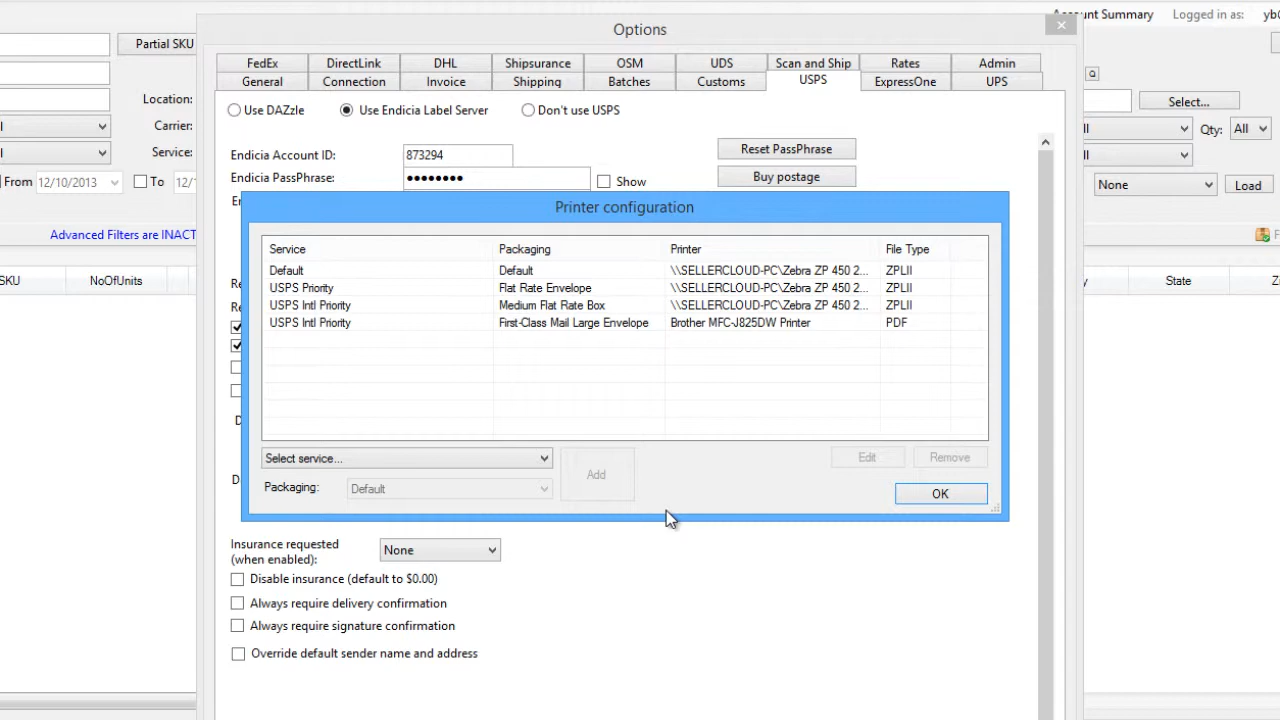 Options
Account Summary Logged in as:
Partial SKU
FedEx DirectLink DHL Shipsurance OSM UDS Scan and Ship Rates Admin
General Connection Invoice Shipping Batches Customs USPS ExpressOne UPS
Location:
Select...
Use DAZzle Use Endicia Label Server Don't use USPS
Carrier:
Qty: All
Service:
Endicia Account ID: 873294 Reset PassPhrase
Endicia PassPhrase: ●●●●●●●● Show Buy postage
From 12/10/2013 To
None Load
Printer configuration
Advanced Filters are INACT
Service Packaging Printer File Type
Default Default \\SELLERCLOUD-PC\Zebra ZP 450 2... ZPLII
USPS Priority Flat Rate Envelope \\SELLERCLOUD-PC\Zebra ZP 450 2... ZPLII
USPS Intl Priority Medium Flat Rate Box \\SELLERCLOUD-PC\Zebra ZP 450 2... ZPLII
USPS Intl Priority First-Class Mail Large Envelope Brother MFC-J825DW Printer PDF
SKU NoOfUnits State
Select service... Add Edit Remove
Packaging: Default
OK
Insurance requested
(when enabled): None
Disable insurance (default to $0.00)
Always require delivery confirmation
Always require signature confirmation
Override default sender name and address